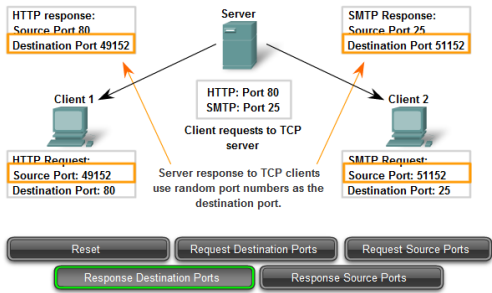 HTTP response:
Source Port 80
Destination Port 49152
Server
SMTP Response:
Source Port 25
Destination Port 51152
HTTP: Port 80
SMTP: Port 25
Client requests to TCP
server
Client 1
Client 2
HTTP Request:
Source Port: 49152
Destination Port: 80
Server response to TCP clients
use random port numbers as the
destination port.
SMTP Request:
Source Port: 51152
Destination Port: 25
Reset
Request Destination Ports
Request Source Ports
Response Destination Ports
Response Source Ports